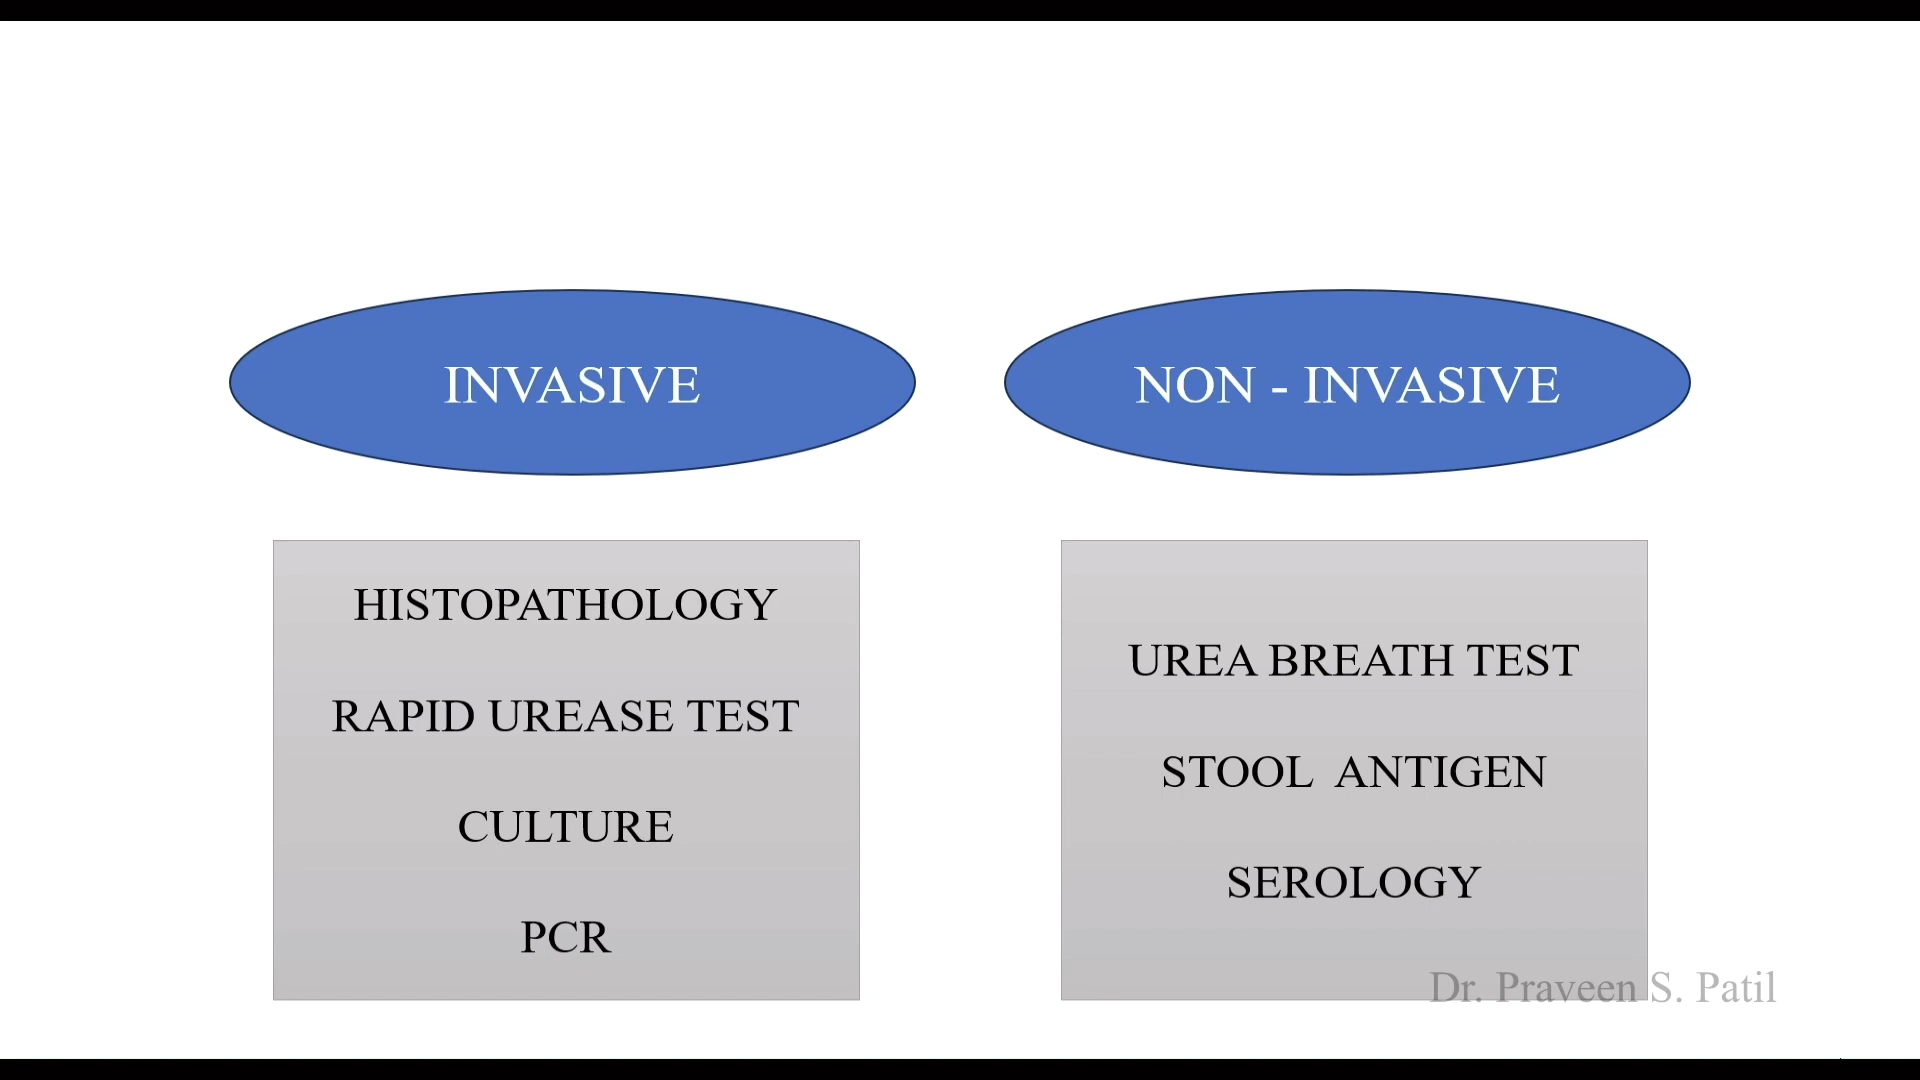 INVASIVE
HISTOPATHOLOGY
RAPID UREASE TEST
CULTURE
PCR
NON - INVASIVE
UREA BREATH TEST
STOOL ANTIGEN
SEROLOGY
Dr. Praveen S. Patil